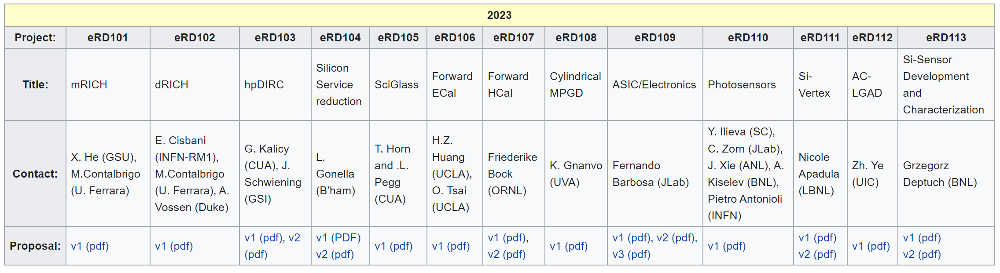 2023
Project: eRD101 eRD102 eRD103 eRD104 eRD105 eRD106 eRD107 eRD108 eRD109 eRD110 eRD111 eRD112 eRD113
Title:
mRICH
dRICH
hpDIRC
Silicon
Service
reduction
SciGlass
Forward
ECal
Forward
HCal
Cylindrical
MPGD
ASIC/Electronics
Photosensors
Si-
Vertex
AC-
LGAD
Si-Sensor
Development
and
Characterization
Contact:
X. He (GSU),
M.Contalbrigo
(U. Ferrara)
E. Cisbani
(INFN-RM1),
M.Contalbrigo
(U. Ferrara), A.
Vossen (Duke)
G. Kalicy
(CUA), J.
Schwiening
(GSI)
L.
Gonella
(B’ham)
T. Horn
and .L.
Pegg
(CUA)
H.Z.
Huang
(UCLA),
O. Tsai
(UCLA)
Friederike
Bock
(ORNL)
K. Gnanvo
(UVA)
Fernando
Barbosa (JLab)
Y. Ilieva (SC),
C. Zorn (JLab),
J. Xie (ANL), A.
Kiselev (BNL),
Pietro Antonioli
(INFN)
Nicole
Apadula
(LBNL)
Zh. Ye
(UIC)
Grzegorz
Deptuch (BNL)
Proposal:
v1 (pdf)
v1 (pdf)
v1 (pdf), v2
(pdf)
v1 (PDF)
v2 (pdf)
v1 (pdf)
v1 (pdf)
v1 (pdf),
v2 (pdf)
v1 (pdf)
v1 (pdf), v2 (pdf),
v3 (pdf)
v1 (pdf)
v1 (pdf)
v2 (pdf)
v1 (pdf)
v1 (pdf)
v2 (pdf)